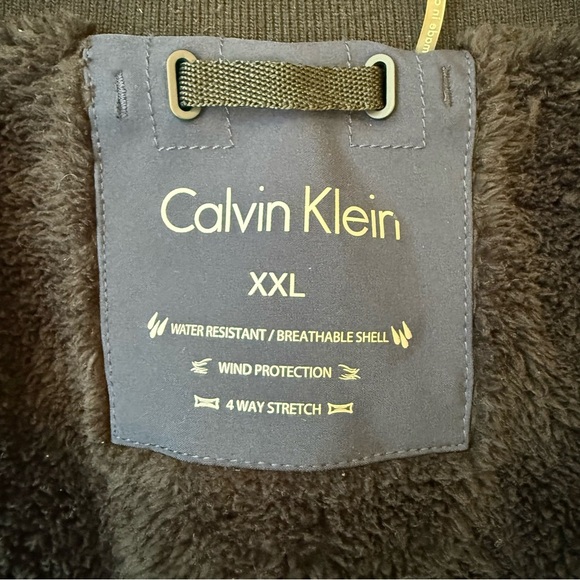 Calvin Klein
XXL
WATER RESISTANT / BREATHABLE SHELL
WIND PROTECTION
4 WAY STRETCH